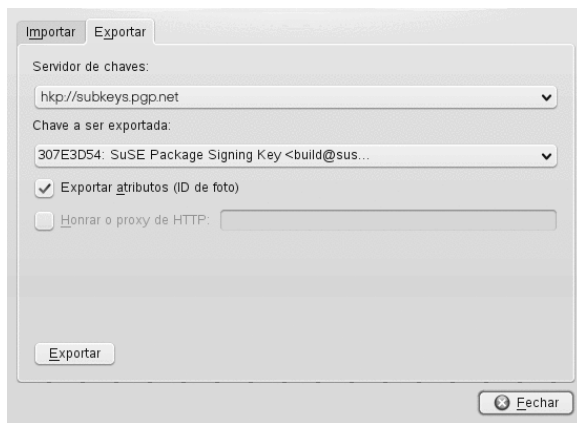 Importar Exportar
Servidor de chaves:
hkp://subkeys.pgp.net
Chave a ser exportada:
307E3D54: SuSE Package Signing Key <build@sus...
Exportar atributos (ID de foto)
Honrar o proxy de HTTP:
Exportar
Fechar